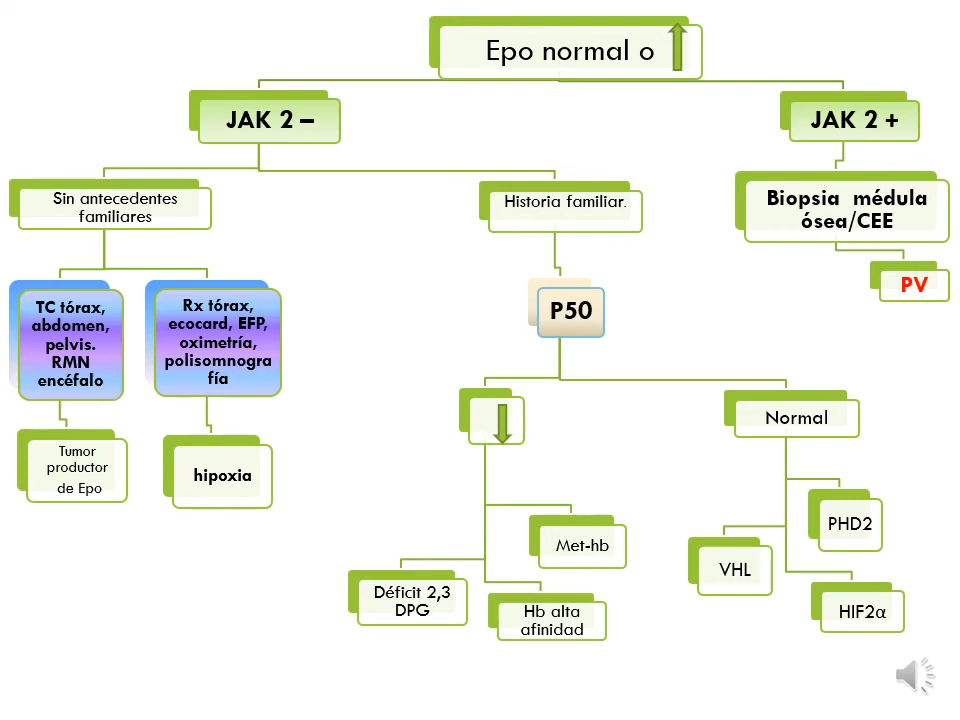 Epo normal o
JAK 2 –
JAK 2 +
Sin antecedentes
familiares
Historia familiar.
Biopsia médula
ósea/CEE
PV
TC tórax,
abdomen,
pelvis.
RMN
encéfalo
Rx tórax,
ecocard, EFP,
oximetría,
polisomnogra
fía
P50
Normal
Tumor
productor
de Epo
hipoxia
Met-hb
PHD2
VHL
Déficit 2,3
DPG
Hb alta
afinidad
HIF2α